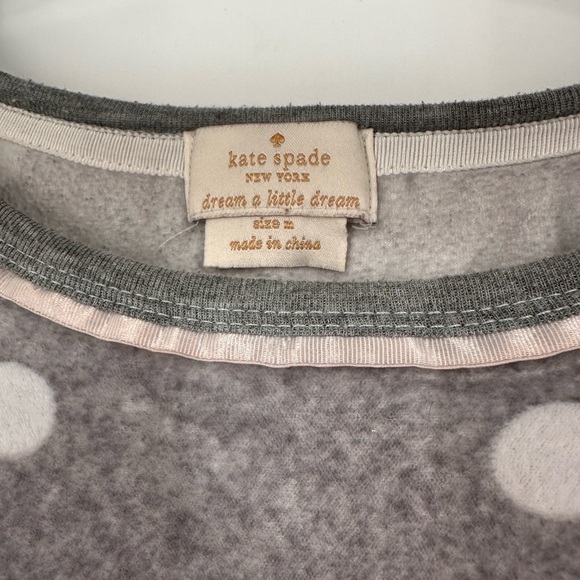 kate spade
NEW YORK
dream a little dream
size m
made in china